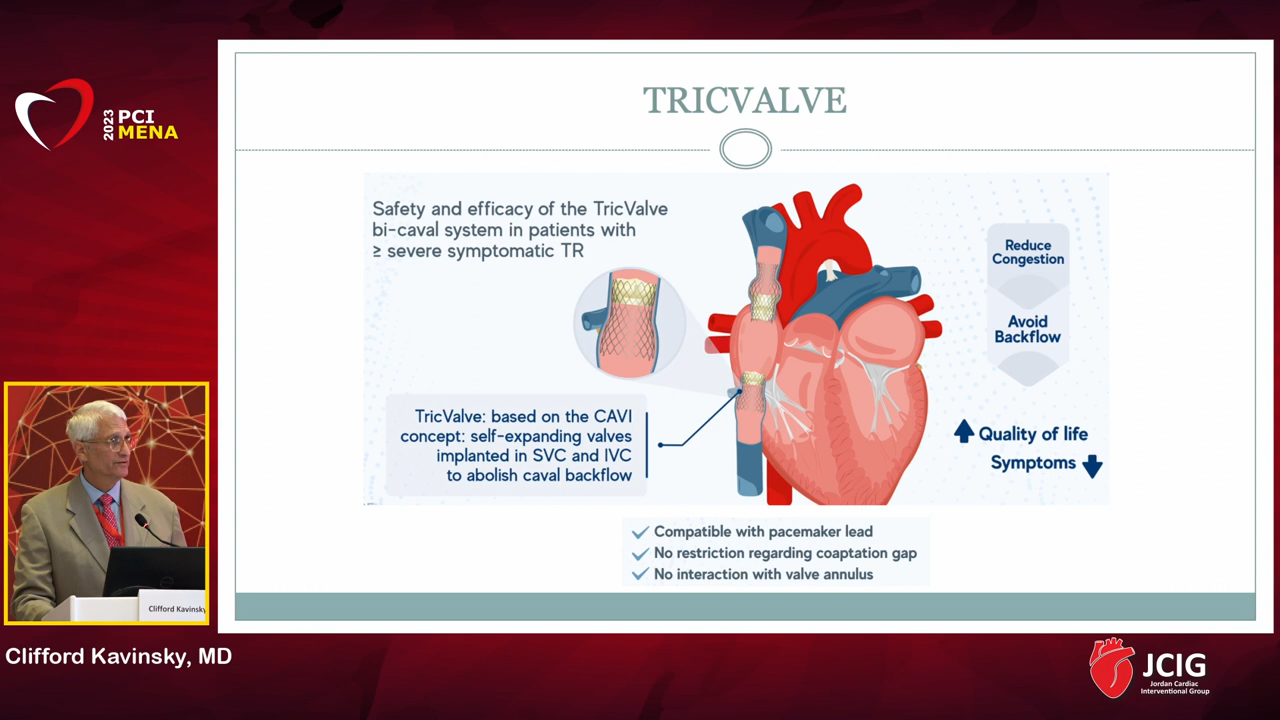 2023 PCI
MENA
TRICVALVE
Safety and efficacy of the TricValve
bi-caval system in patients with
≥ severe symptomatic TR
Reduce
Congestion
Avoid
Backflow
TricValve: based on the CAVI
concept: self-expanding valves
implanted in SVC and IVC
to abolish caval backflow
Quality of life
Symptoms
Compatible with pacemaker lead
No restriction regarding coaptation gap
No interaction with valve annulus
Clifford Kavinsky
Clifford Kavinsky, MD
JCIG
Jordan Cardiac
Interventional Group